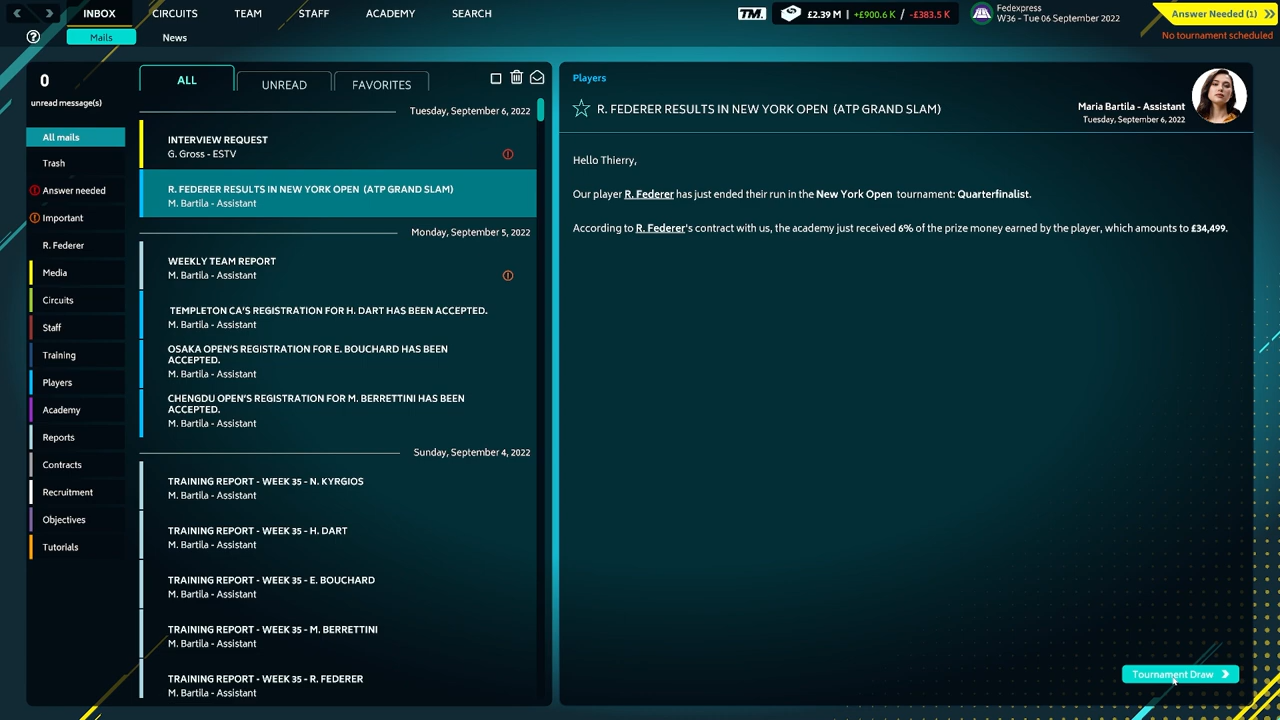 INBOX CIRCUITS TEAM STAFF ACADEMY SEARCH
TM. £2.39 M | +€900.6 K / -€383.5 K
Fedexpress
W36 - Tue 06 September 2022
Answer Needed (1)
No tournament scheduled
Mails News
0
unread message(s)
All mails
Trash
Answer needed
Important
R. Federer
Media
Circuits
Staff
Training
Players
Academy
Reports
Contracts
Recruitment
Objectives
Tutorials
ALL UNREAD FAVORITES
Tuesday, September 6, 2022
INTERVIEW REQUEST
G. Gross - ESTV
R. FEDERER RESULTS IN NEW YORK OPEN (ATP GRAND SLAM)
M. Bartila - Assistant
Monday, September 5, 2022
WEEKLY TEAM REPORT
M. Bartila - Assistant
TEMPLETON CA'S REGISTRATION FOR H. DART HAS BEEN ACCEPTED.
M. Bartila - Assistant
OSAKA OPEN'S REGISTRATION FOR E. BOUCHARD HAS BEEN
ACCEPTED.
M. Bartila - Assistant
CHENGDU OPEN'S REGISTRATION FOR M. BERRETTINI HAS BEEN
ACCEPTED.
M. Bartila - Assistant
Sunday, September 4, 2022
TRAINING REPORT - WEEK 35 - N. KYRGIOS
M. Bartila - Assistant
TRAINING REPORT - WEEK 35 - H. DART
M. Bartila - Assistant
TRAINING REPORT - WEEK 35 - E. BOUCHARD
M. Bartila - Assistant
TRAINING REPORT - WEEK 35 - M. BERRETTINI
M. Bartila - Assistant
TRAINING REPORT - WEEK 35 - R. FEDERER
M. Bartila - Assistant
Players
R. FEDERER RESULTS IN NEW YORK OPEN (ATP GRAND SLAM)
Maria Bartila - Assistant
Tuesday, September 6, 2022
Hello Thierry,
Our player R. Federer has just ended their run in the New York Open tournament: Quarterfinalist.
According to R. Federer's contract with us, the academy just received 6% of the prize money earned by the player, which amounts to £34,499.
Tournament Draw